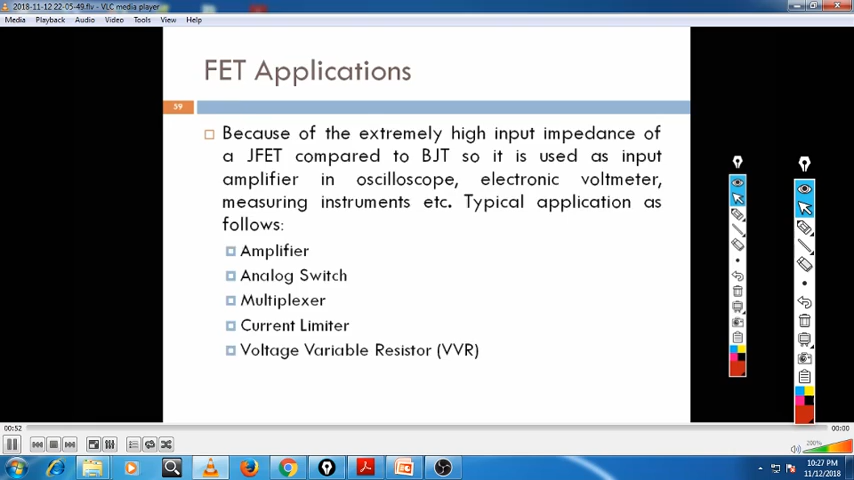 2018-11-12 22-05-49.flv - VLC media player
Media Playback Audio Video Tools View Help
FET Applications
59
Because of the extremely high input impedance of
a JFET compared to BJT so it is used as input
amplifier in oscilloscope, electronic voltmeter,
measuring instruments etc. Typical application as
follows:
Amplifier
Analog Switch
Multiplexer
Current Limiter
Voltage Variable Resistor (VVR)
00:52
00:00
200%
10:27 PM
11/12/2018